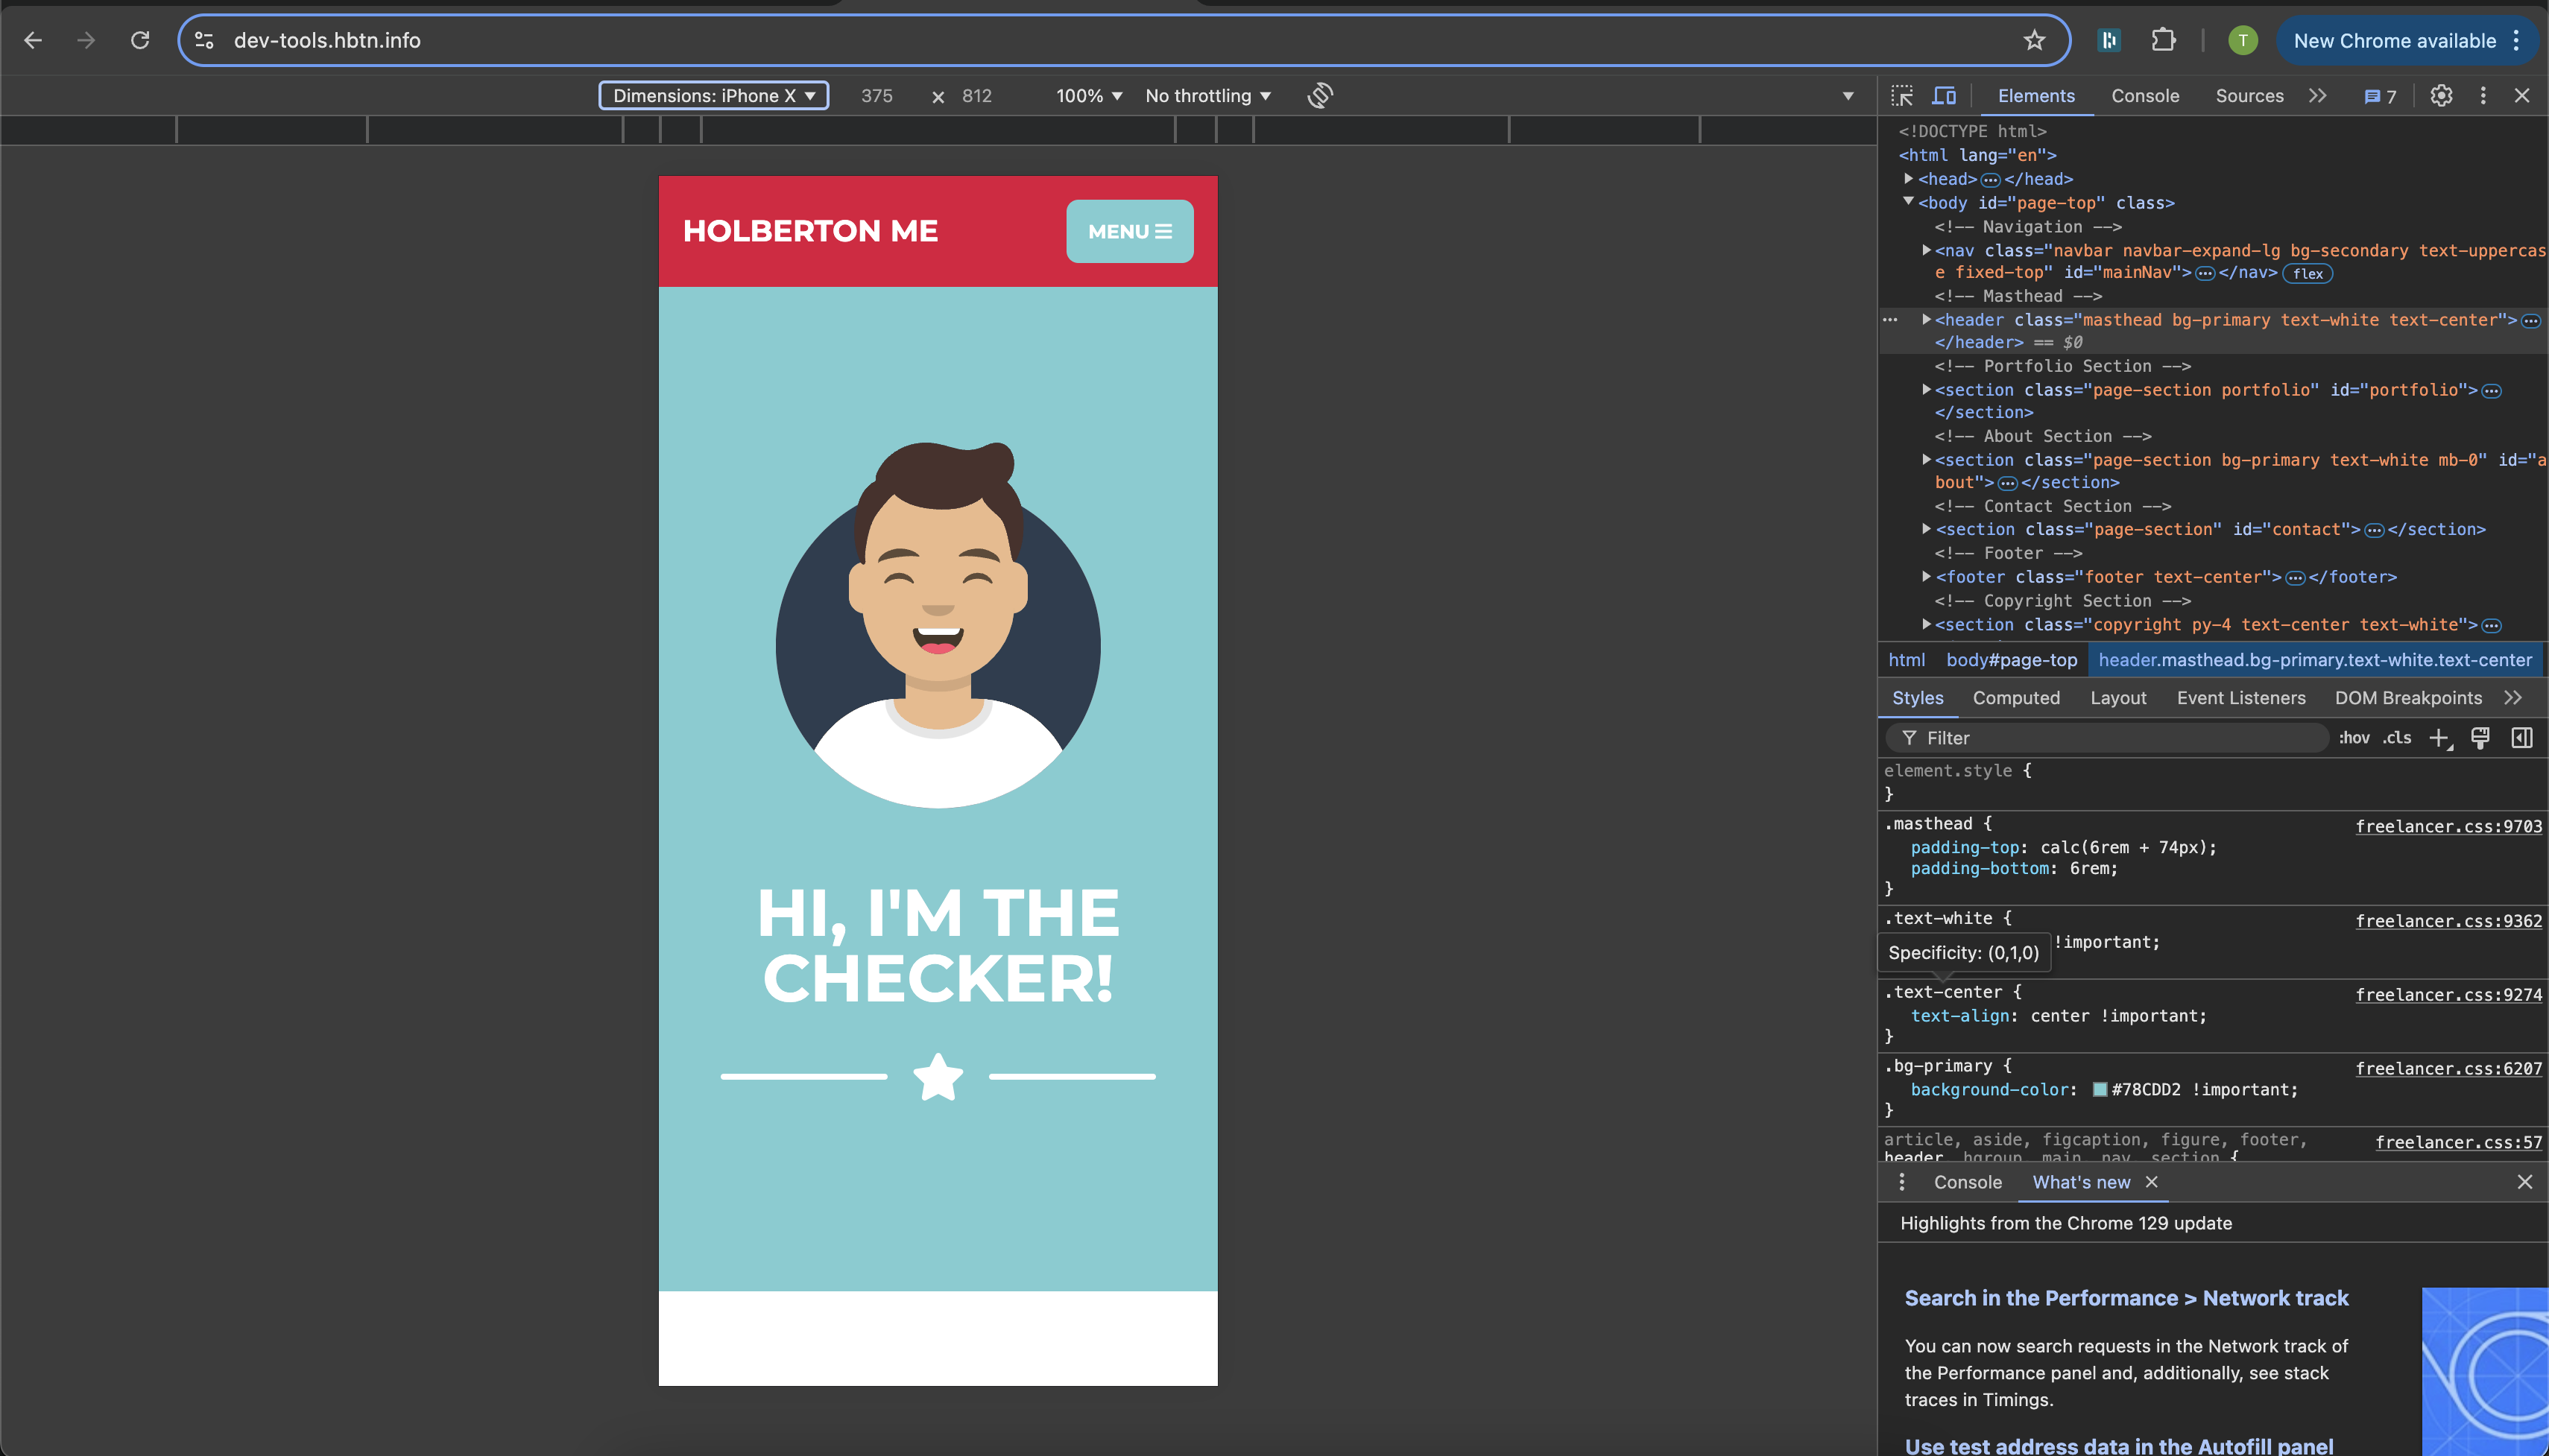 dev-tools.hbtn.info
T
New Chrome available
Dimensions: iPhone X
375
×
812
100%
No throttling
Elements
Console
Sources
7
HOLBERTON ME
MENU
HI, I'M THE
CHECKER!
<!DOCTYPE html>
<html lang="en">
<head>…</head>
<body id="page-top" class>
<!-- Navigation -->
<nav class="navbar navbar-expand-lg bg-secondary text-uppercas
e fixed-top" id="mainNav">…</nav> flex
<!-- Masthead -->
<header class="masthead bg-primary text-white text-center">…
</header> == $0
<!-- Portfolio Section -->
<section class="page-section portfolio" id="portfolio">…
</section>
<!-- About Section -->
<section class="page-section bg-primary text-white mb-0" id="a
bout">…</section>
<!-- Contact Section -->
<section class="page-section" id="contact">…</section>
<!-- Footer -->
<footer class="footer text-center">…</footer>
<!-- Copyright Section -->
<section class="copyright py-4 text-center text-white">…
html body#page-top header.masthead.bg-primary.text-white.text-center
Styles Computed Layout Event Listeners DOM Breakpoints
Filter :hov .cls
element.style {
}
.masthead { freelancer.css:9703
padding-top: calc(6rem + 74px);
padding-bottom: 6rem;
}
.text-white { freelancer.css:9362
!important;
Specificity: (0,1,0)
.text-center { freelancer.css:9274
text-align: center !important;
}
.bg-primary { freelancer.css:6207
background-color: #78CDD2 !important;
}
article, aside, figcaption, figure, footer, freelancer.css:57
header, hgroup, main, nav, section {
Console What's new
Highlights from the Chrome 129 update
Search in the Performance > Network track
You can now search requests in the Network track of
the Performance panel and, additionally, see stack
traces in Timings.
Use test address data in the Autofill panel